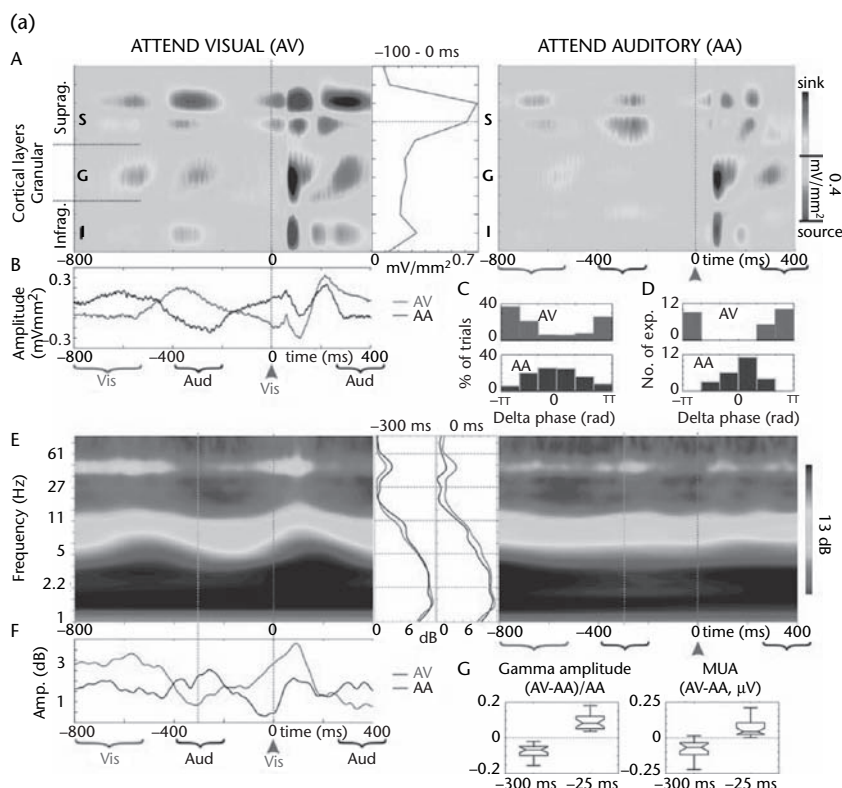 (a)
ATTEND VISUAL (AV)
−100 - 0 ms
ATTEND AUDITORY (AA)
A
Cortical layers
Suprag.
Granular
Infrag.
S
G
I
S
G
I
sink
0.4
mV/mm²
source
−800
−400
0
400
0
mV/mm²
0.7
−800
−400
0
time (ms)
400
B
Amplitude
(mV/mm²)
0.3
−0.3
AV
AA
−800
−400
0
time (ms)
400
Vis
Aud
Vis
Aud
C
% of trials
40
0
AV
40
0
AA
−π
0
π
Delta phase (rad)
D
No. of exp.
12
0
AV
12
0
AA
−π
0
π
Delta phase (rad)
E
Frequency (Hz)
61
27
11
5
2.2
1
−300 ms
0 ms
0
6
0
6
dB
13 dB
−800
−400
0
400
−800
−400
0
time (ms)
400
F
Amp. (dB)
3
1
AV
AA
−800
−400
0
time (ms)
400
Vis
Aud
Vis
Aud
G
Gamma amplitude
(AV-AA)/AA
0.2
0
−0.2
−300 ms
−25 ms
MUA
(AV-AA, μV)
0.25
0
−0.25
−300 ms
−25 ms